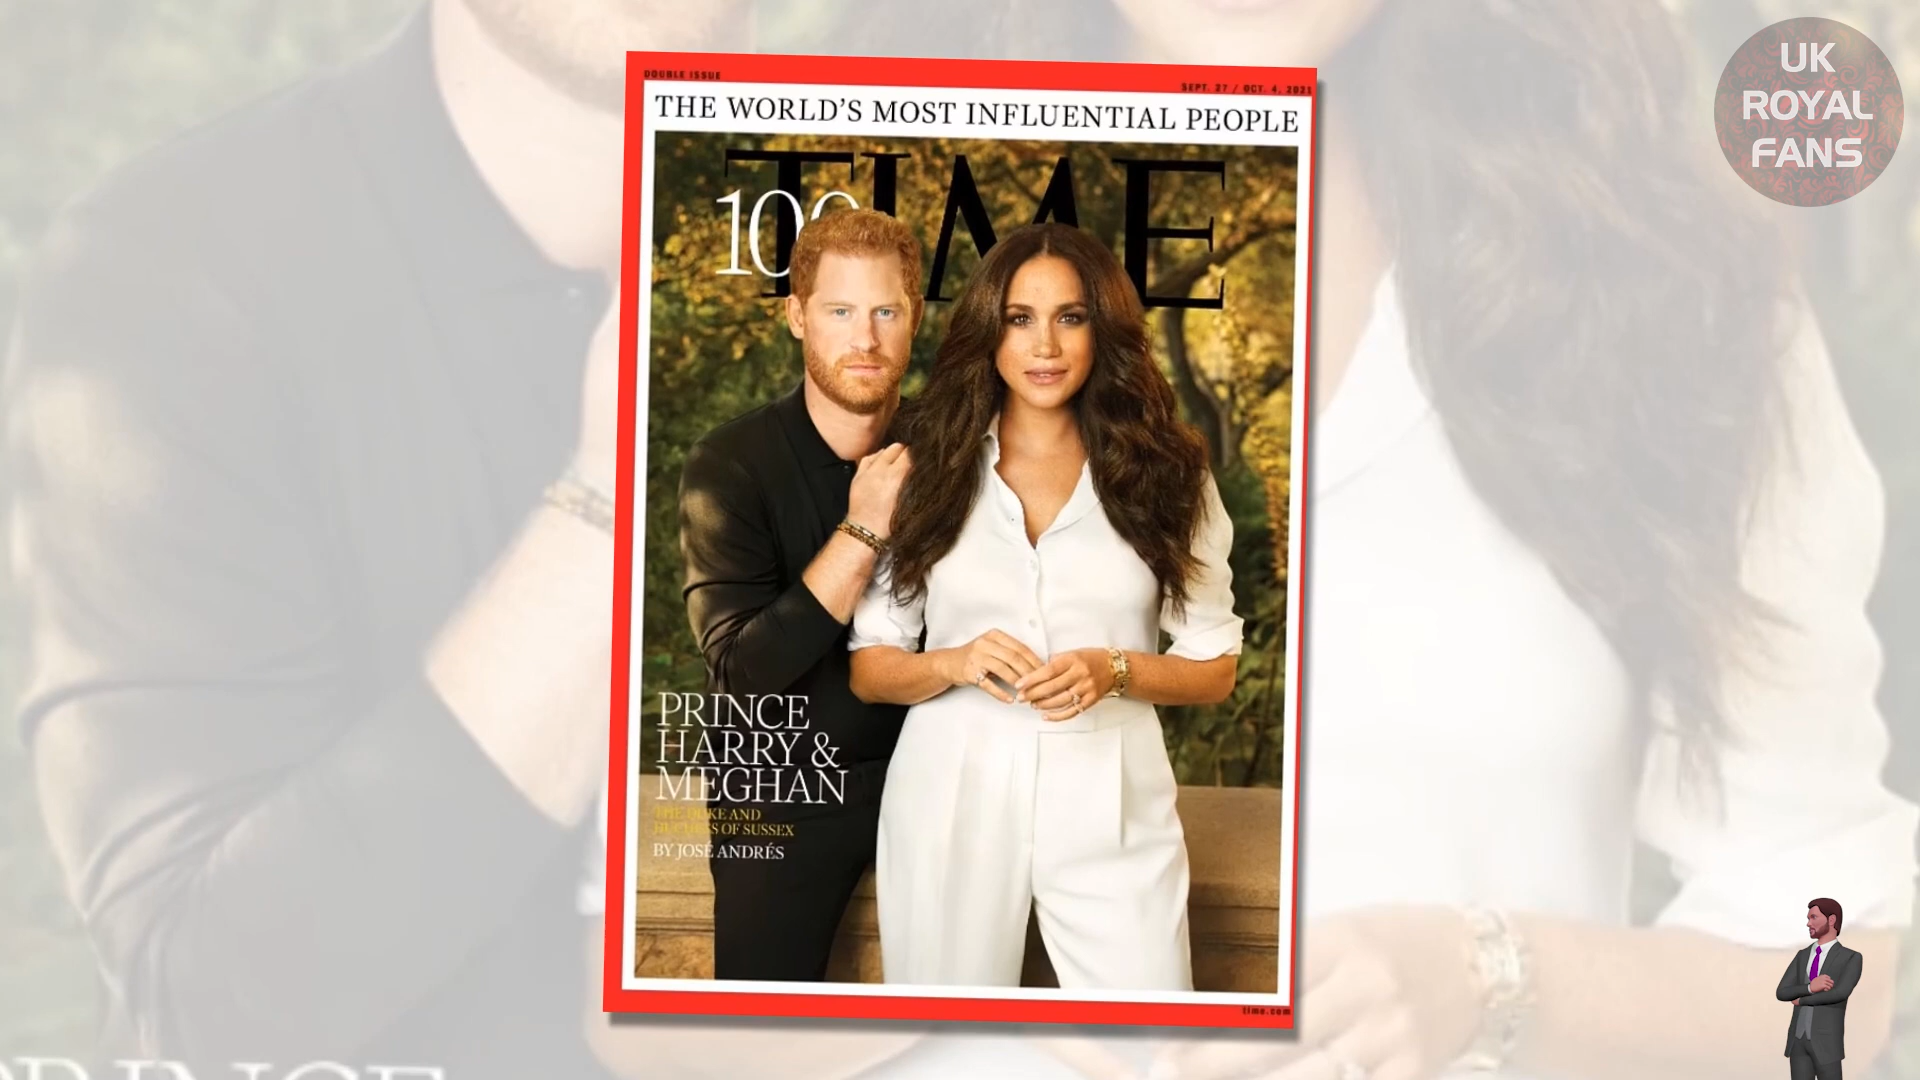 DOUBLE ISSUE
SEPT. 27 / OCT. 4, 2021
THE WORLD'S MOST INFLUENTIAL PEOPLE
TIME
100
PRINCE
HARRY &
MEGHAN
THE DUKE AND
DUCHESS OF SUSSEX
BY JOSÉ ANDRÉS
time.com
UK
ROYAL
FANS